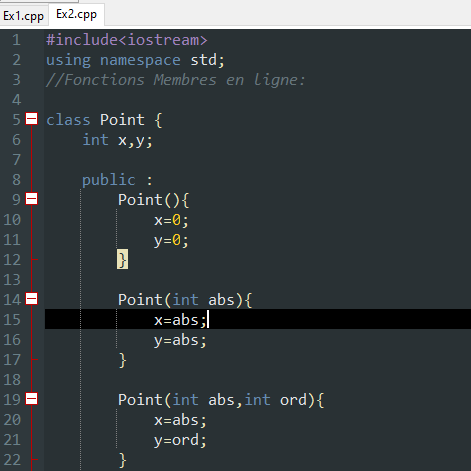 Ex1.cpp Ex2.cpp
1 #include<iostream>
2 using namespace std;
3 //Fonctions Membres en ligne:
4
5 class Point {
6 int x,y;
7
8 public :
9 Point(){
10 x=0;
11 y=0;
12 }
13
14 Point(int abs){
15 x=abs;
16 y=abs;
17 }
18
19 Point(int abs,int ord){
20 x=abs;
21 y=ord;
22 }